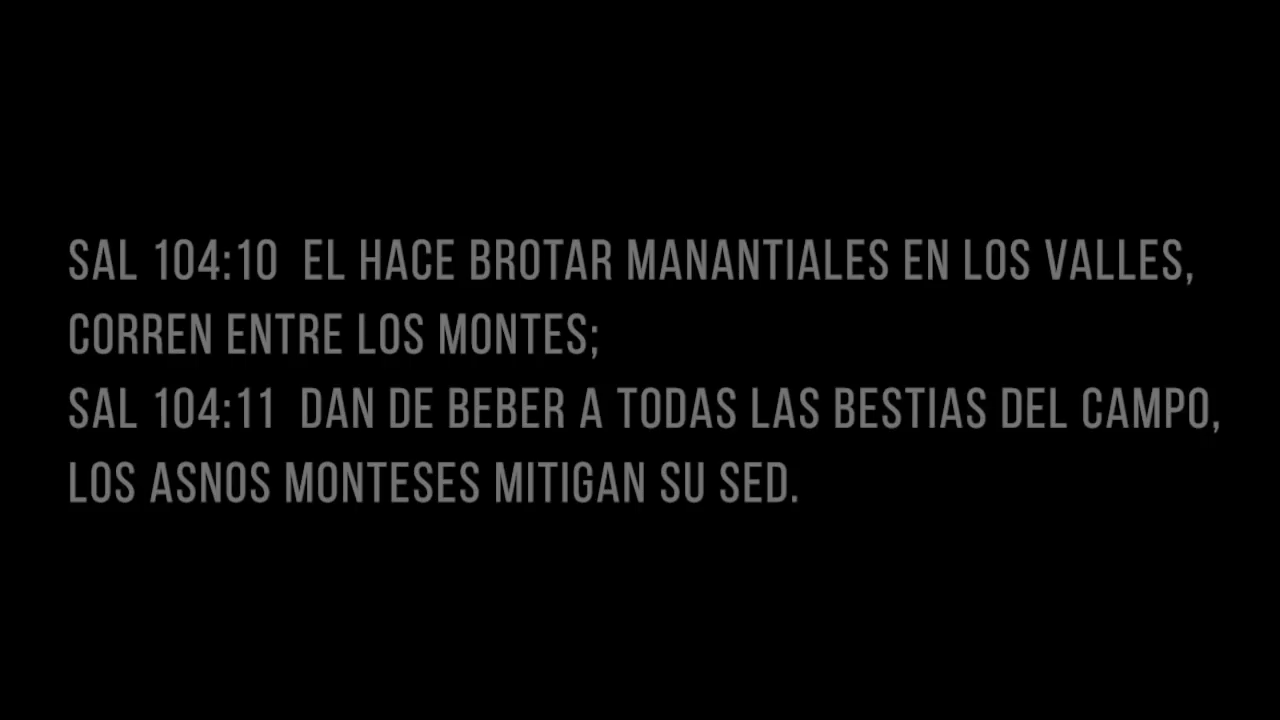 SAL 104:10 EL HACE BROTAR MANANTIALES EN LOS VALLES,
CORREN ENTRE LOS MONTES;
SAL 104:11 DAN DE BEBER A TODAS LAS BESTIAS DEL CAMPO,
LOS ASNOS MONTESES MITIGAN SU SED.